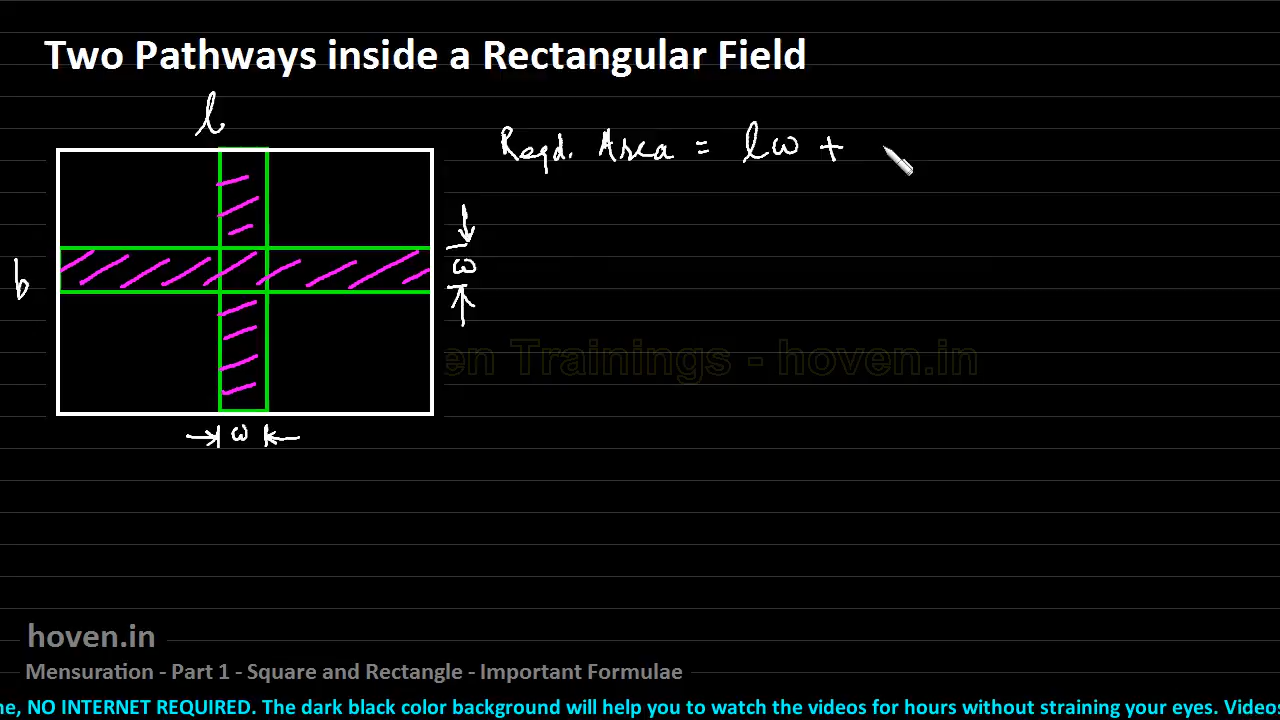 Two Pathways inside a Rectangular Field
l
Reqd. Area = lω +
ω
b
en Trainings - hoven.in
ω
hoven.in
Mensuration - Part 1 - Square and Rectangle - Important Formulae
ne, NO INTERNET REQUIRED. The dark black color background will help you to watch the videos for hours without straining your eyes. Videos